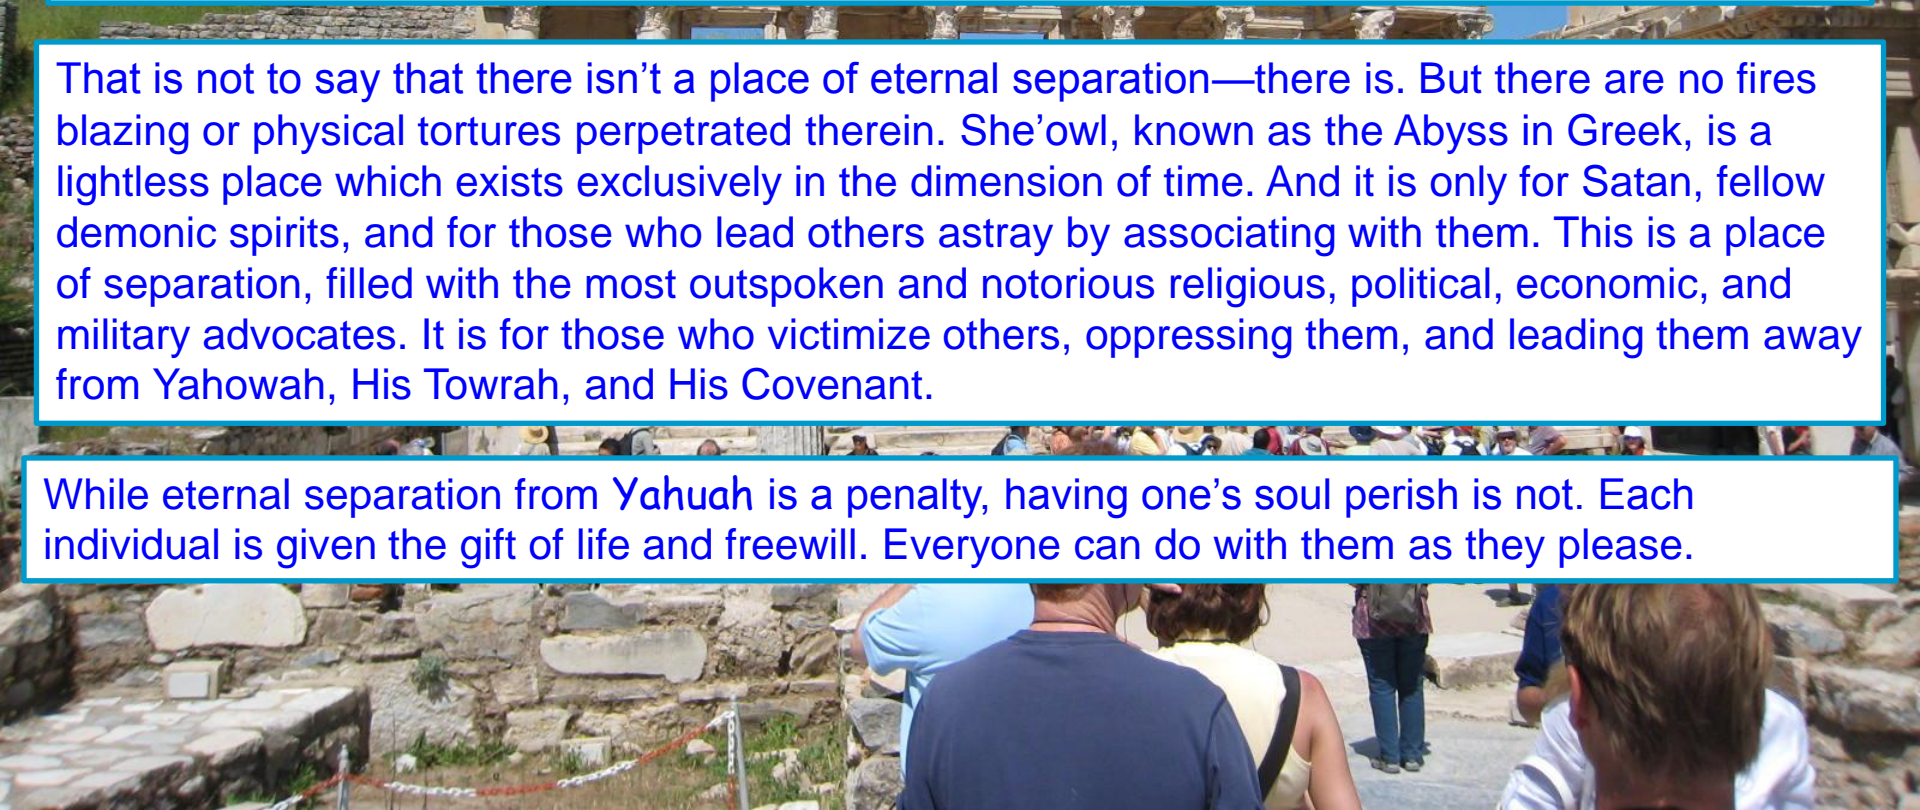 That is not to say that there isn’t a place of eternal separation—there is. But there are no fires
blazing or physical tortures perpetrated therein. She’owl, known as the Abyss in Greek, is a
lightless place which exists exclusively in the dimension of time. And it is only for Satan, fellow
demonic spirits, and for those who lead others astray by associating with them. This is a place
of separation, filled with the most outspoken and notorious religious, political, economic, and
military advocates. It is for those who victimize others, oppressing them, and leading them away
from Yahowah, His Towrah, and His Covenant.
While eternal separation from Yahuah is a penalty, having one’s soul perish is not. Each
individual is given the gift of life and freewill. Everyone can do with them as they please.